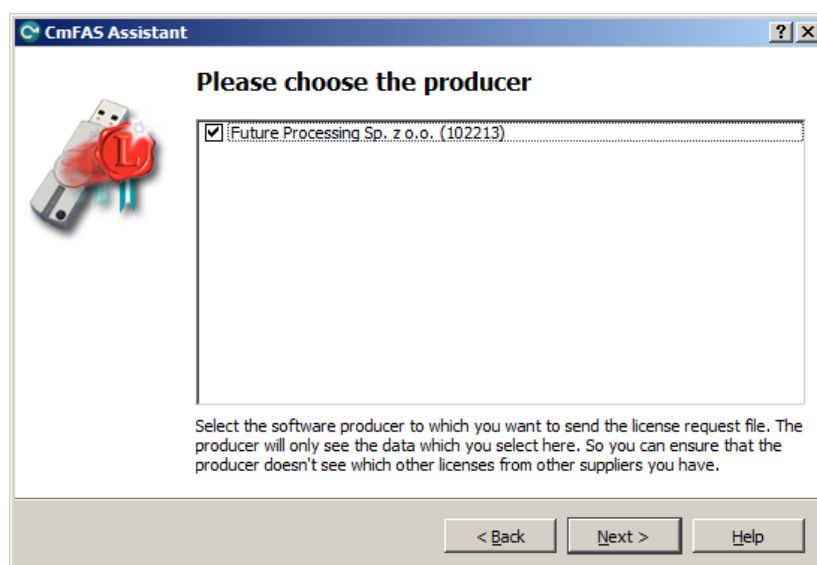 CmFAS Assistant
Please choose the producer
Future Processing Sp. z o.o. (102213)
L
Select the software producer to which you want to send the license request file. The
producer will only see the data which you select here. So you can ensure that the
producer doesn't see which other licenses from other suppliers you have.
< Back
Next >
Help